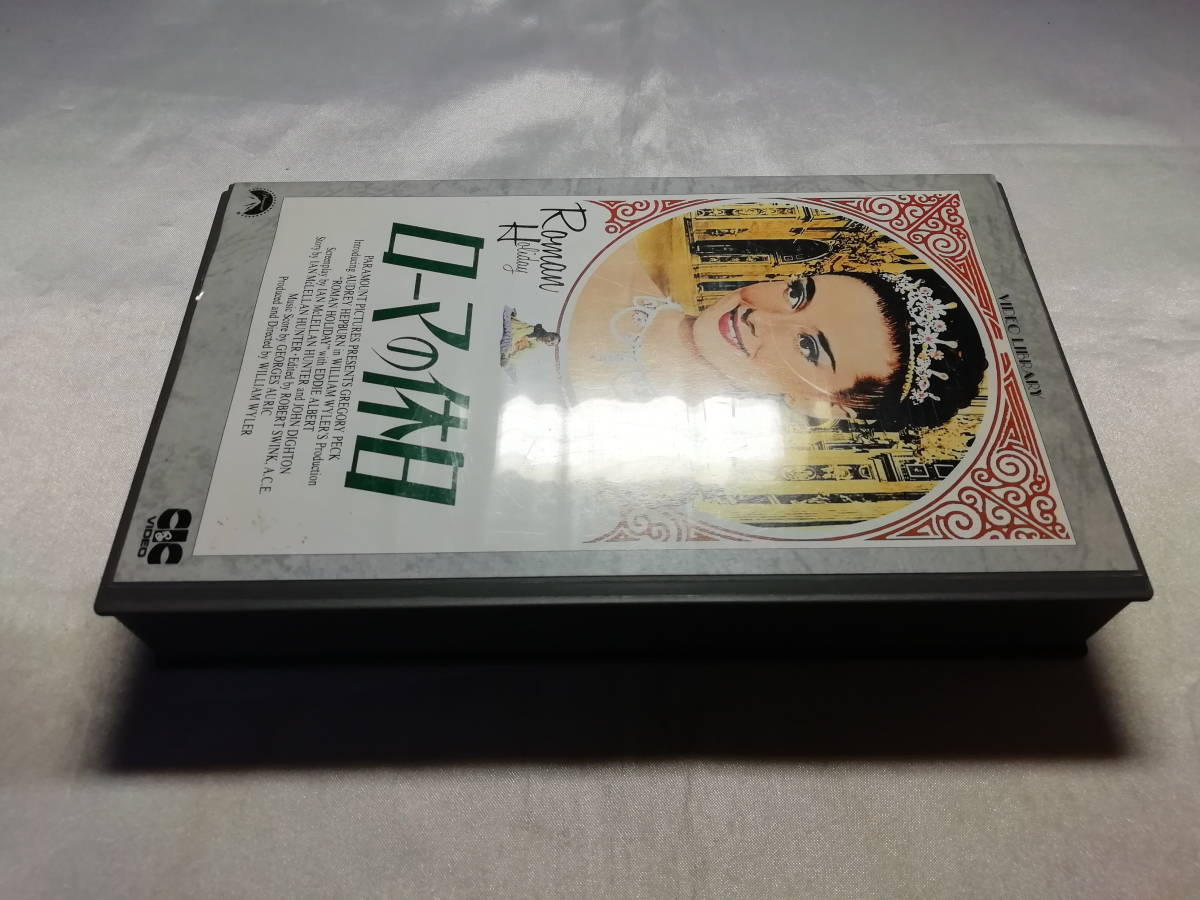 VIDEO LIBRARY
Roman
Holiday
ローマの休日
PARAMOUNT PICTURES PRESENTS GREGORY PECK
Introducing AUDREY HEPBURN in WILLIAM WYLER'S Production
"ROMAN HOLIDAY" with EDDIE ALBERT
Screenplay by IAN McLELLAN HUNTER and JOHN DIGHTON
Story by IAN McLELLAN HUNTER・Edited by ROBERT SWINK, A.C.E.
Music Score by GEORGES AURIC
Produced and Directed by WILLIAM WYLER
CIC
&
VIDEO